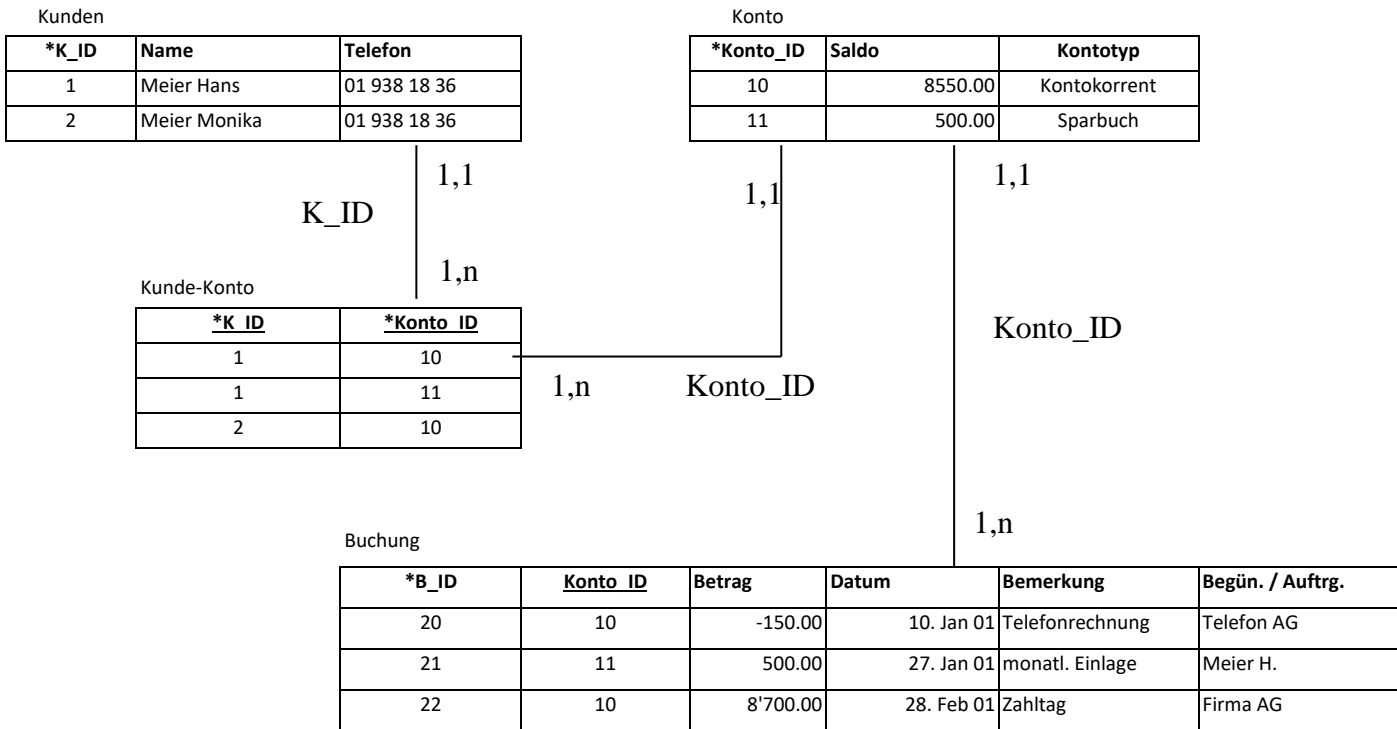 Kunden
*K_ID Name Telefon
1 Meier Hans 01 938 18 36
2 Meier Monika 01 938 18 36
Konto
*Konto_ID Saldo Kontotyp
10 8550.00 Kontokorrent
11 500.00 Sparbuch
1,1
K_ID
1,n
1,1
1,1
Kunde-Konto
*K_ID *Konto_ID
1 10
1 11
2 10
1,n
Konto_ID
Konto_ID
1,n
Buchung
*B_ID Konto_ID Betrag Datum Bemerkung Begün. / Auftrg.
20 10 -150.00 10. Jan 01 Telefonrechnung Telefon AG
21 11 500.00 27. Jan 01 monatl. Einlage Meier H.
22 10 8'700.00 28. Feb 01 Zahltag Firma AG